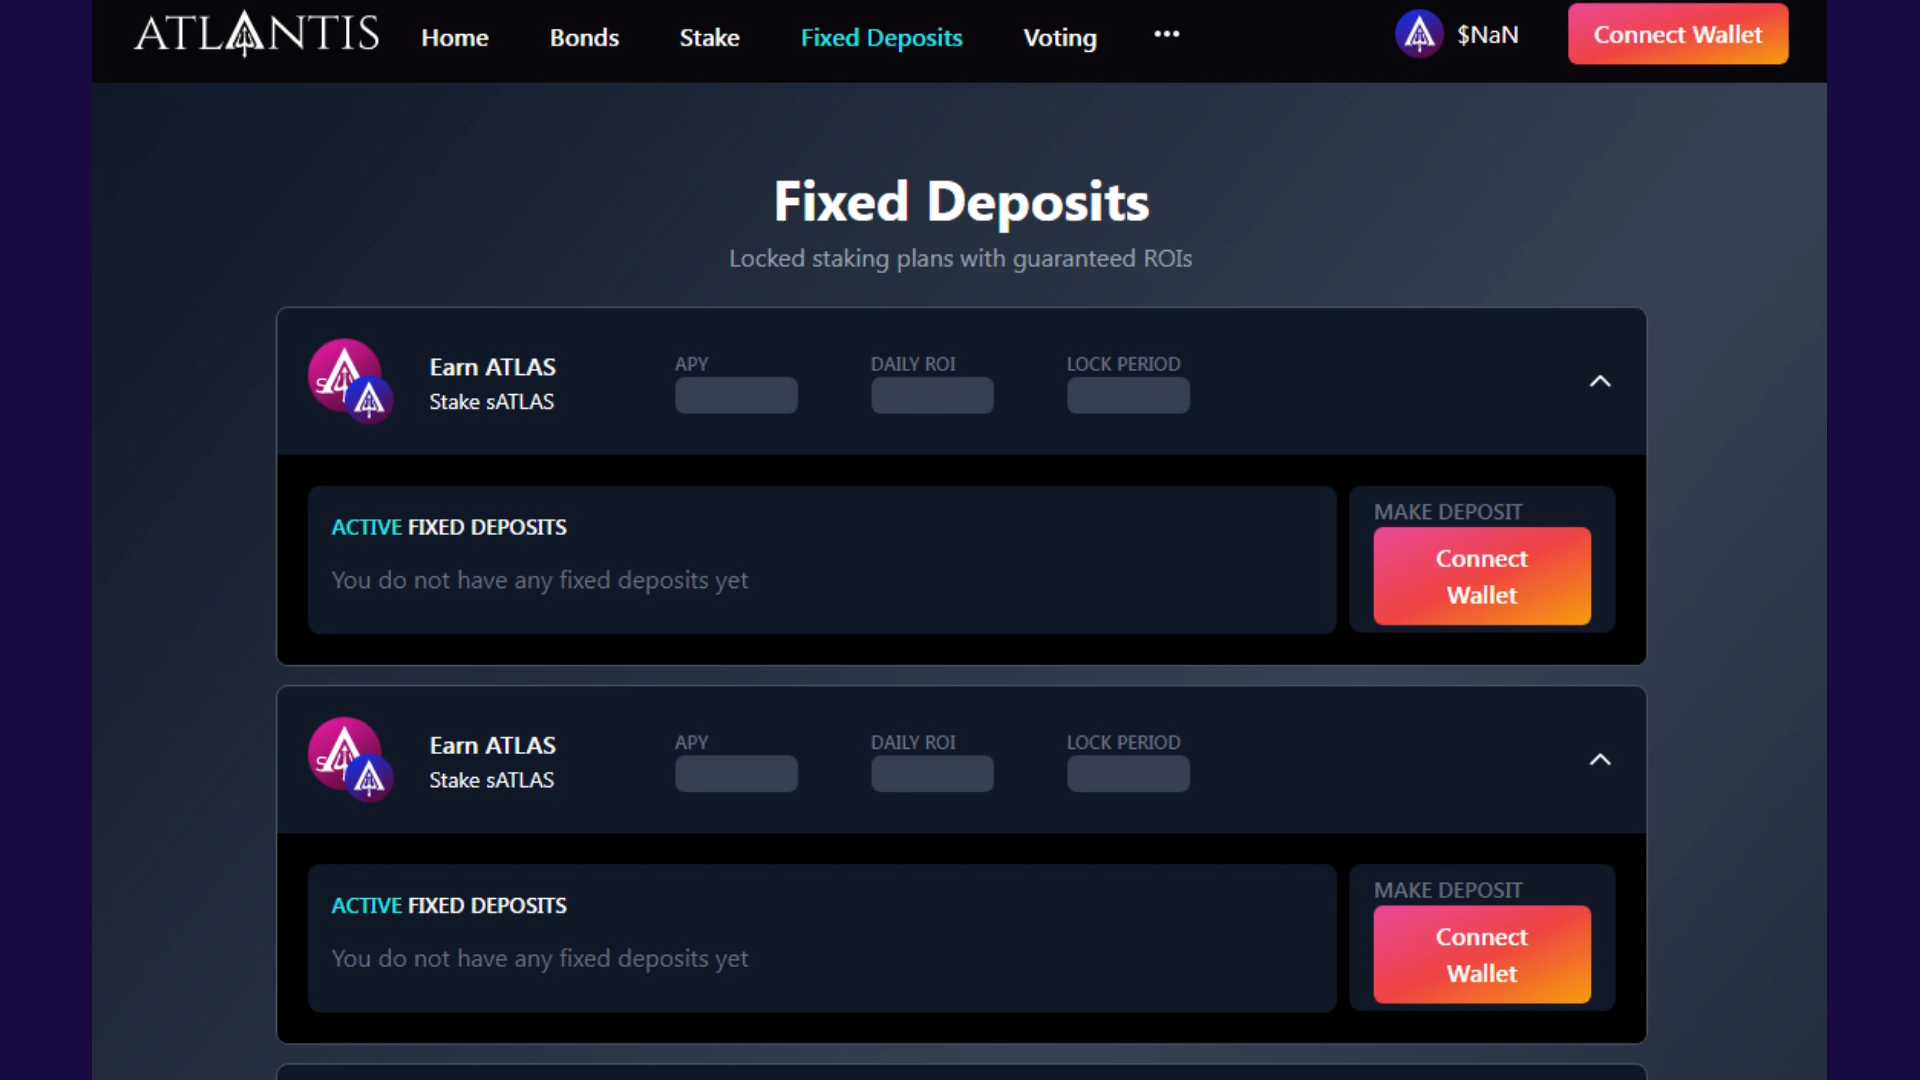 ATLANTIS Home Bonds Stake Fixed Deposits Voting ••• $NaN Connect Wallet
Fixed Deposits
Locked staking plans with guaranteed ROIs
Earn ATLAS
Stake sATLAS
APY DAILY ROI LOCK PERIOD
ACTIVE FIXED DEPOSITS
You do not have any fixed deposits yet
MAKE DEPOSIT
Connect
Wallet
Earn ATLAS
Stake sATLAS
APY DAILY ROI LOCK PERIOD
ACTIVE FIXED DEPOSITS
You do not have any fixed deposits yet
MAKE DEPOSIT
Connect
Wallet